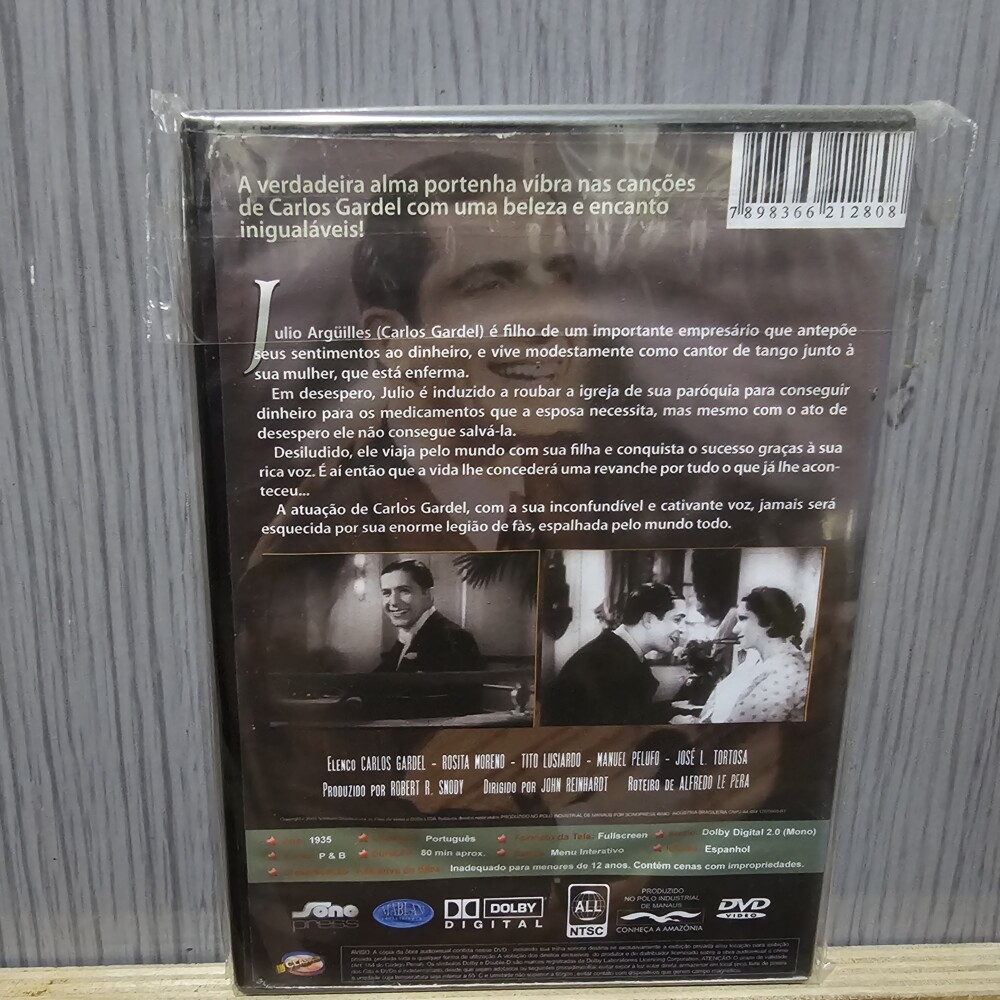 A verdadeira alma portenha vibra nas canções
de Carlos Gardel com uma beleza e encanto
inigualáveis!
7 898366 212808
Julio Argüilles (Carlos Gardel) é filho de um importante empresário que antepõe
seus sentimentos ao dinheiro, e vive modestamente como cantor de tango junto à
sua mulher, que está enferma.
Em desespero, Julio é induzido a roubar a igreja de sua paróquia para conseguir
dinheiro para os medicamentos que a esposa necessita, mas mesmo com o ato de
desespero ele não consegue salvá-la.
Desiludido, ele viaja pelo mundo com sua filha e conquista o sucesso graças à sua
rica voz. É aí então que a vida lhe concederá uma revanche por tudo o que já lhe acon-
teceu...
A atuação de Carlos Gardel, com a sua inconfundível e cativante voz, jamais será
esquecida por sua enorme legião de fàs, espalhada pelo mundo todo.
ELENCO CARLOS GARDEL - ROSITA MORENO - TITO LUSIARDO - MANUEL PELUFO - JOSÉ L. TORTOSA
PRODUZIDO POR ROBERT R. SNODY DIRIGIDO POR JOHN REINHARDT ROTEIRO DE ALFREDO LE PERA
1935 Português Tela: Fullscreen Dolby Digital 2.0 (Mono)
P & B 80 min aprox. Menu Interativo Espanhol
Inadequado para menores de 12 anos. Contém cenas com impropriedades.
Sono press
DOLBY DIGITAL
ALL NTSC
PRODUZIDO
NO PÓLO INDUSTRIAL
DE MANAUS
CONHEÇA A AMAZÔNIA
DVD VIDEO